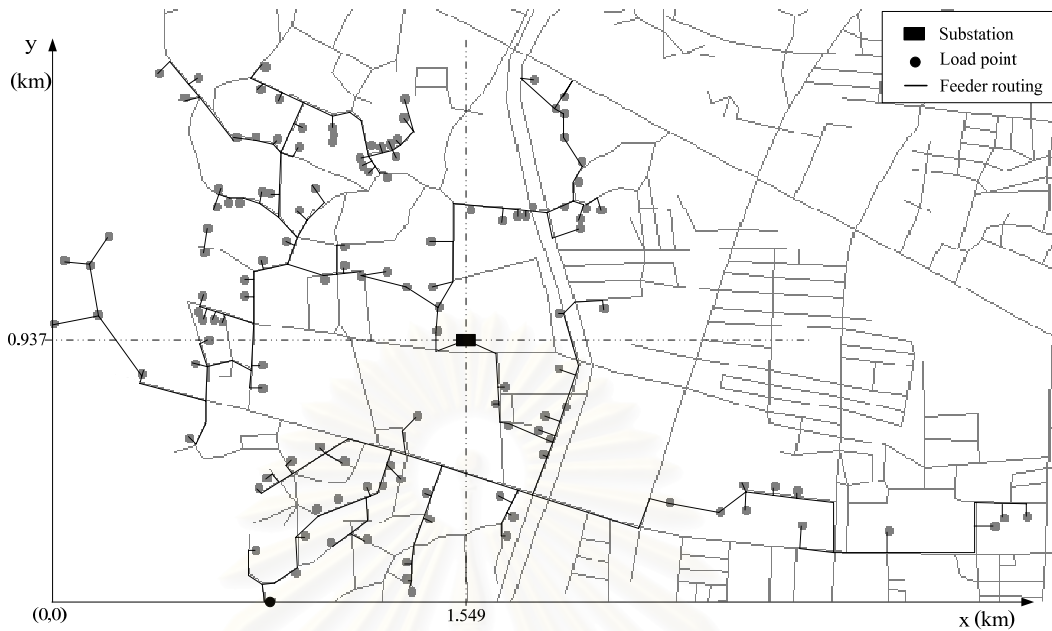 y
(km)
Substation
Load point
Feeder routing
0.937
(0,0)
1.549
x (km)